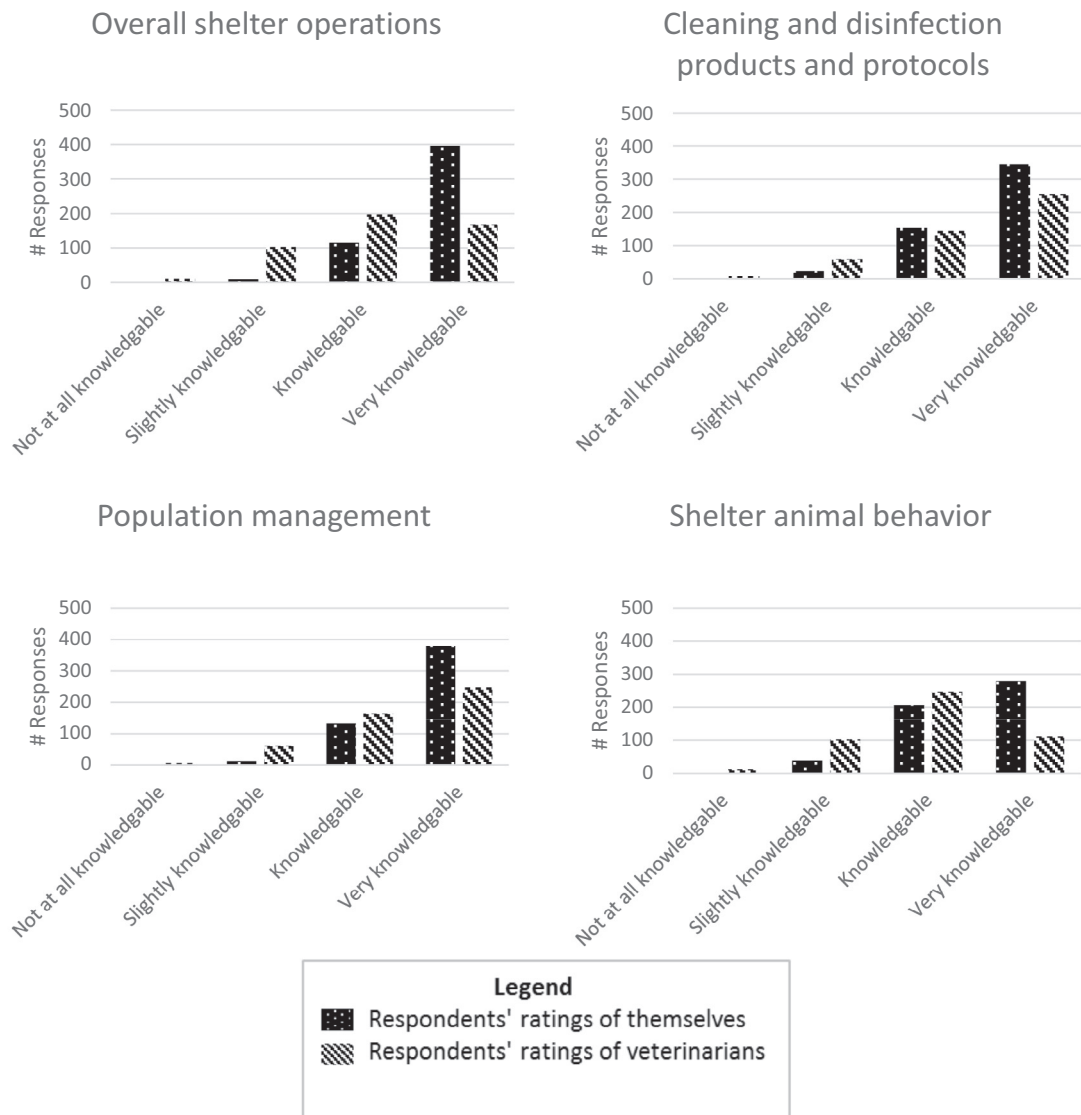 Overall shelter operations
500
400
300
200
100
0
# Responses
Not at all knowledgable
Slightly knowledgable
Knowledgable
Very knowledgable
Cleaning and disinfection
products and protocols
500
400
300
200
100
0
# Responses
Not at all knowledgable
Slightly knowledgable
Knowledgable
Very knowledgable
Population management
500
400
300
200
100
0
# Responses
Not at all knowledgable
Slightly knowledgable
Knowledgable
Very knowledgable
Shelter animal behavior
500
400
300
200
100
0
# Responses
Not at all knowledgable
Slightly knowledgable
Knowledgable
Very knowledgable
Legend
Respondents' ratings of themselves
Respondents' ratings of veterinarians